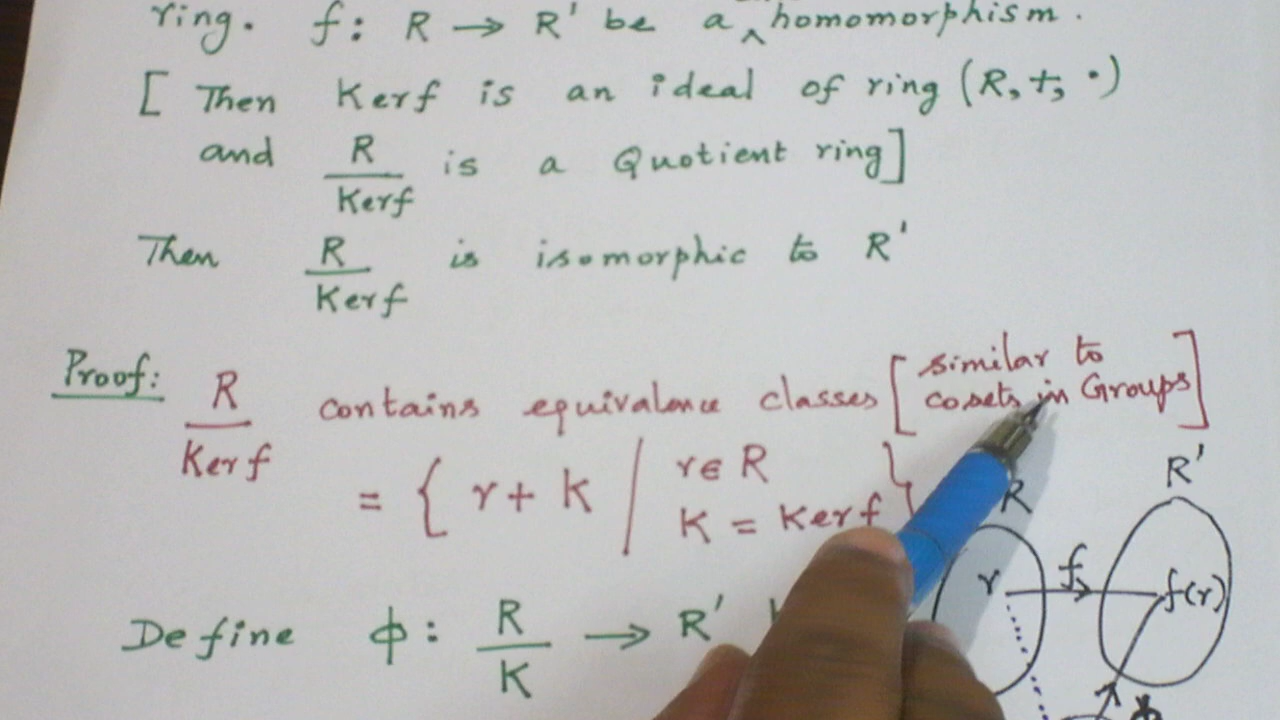 ring. f: R → R' be a ^ homomorphism.
[ Then Kerf is an ideal of ring (R, +, ·)
and R / Kerf is a Quotient ring]
Then R / Kerf is isomorphic to R'
Proof: R / Kerf contains equivalence classes [similar to cosets in Groups]
= { r + K | r ∈ R
K = Kerf }
Define φ: R / K → R'
R
R'
r f f(r)
φ